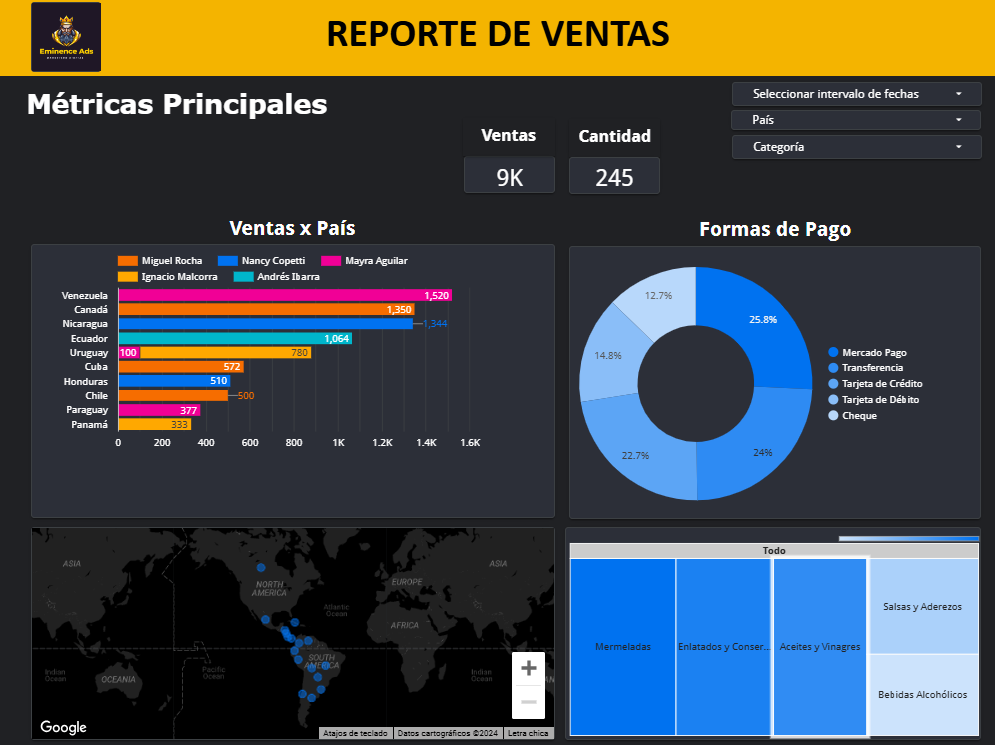 Eminence Ads
REPORTE DE VENTAS
Métricas Principales
Seleccionar intervalo de fechas
País
Categoría
Ventas
Cantidad
9K
245
Ventas x País
Miguel Rocha
Nancy Copetti
Mayra Aguilar
Ignacio Malcorra
Andrés Ibarra
Venezuela 1,520
Canadá 1,350
Nicaragua 1,344
Ecuador 1,064
Uruguay 100 780
Cuba 572
Honduras 510
Chile 500
Paraguay 377
Panamá 333
0 200 400 600 800 1K 1.2K 1.4K 1.6K
Formas de Pago
12.7%
25.8%
14.8%
22.7%
24%
Mercado Pago
Transferencia
Tarjeta de Crédito
Tarjeta de Débito
Cheque
ASIA
NORTH
AMERICA
EUROPE
ASIA
Atlantic
Ocean
AFRICA
SOUTH
AMERICA
Indian
Ocean
OCEANIA
Pacific
Ocean
Indian
Ocean
Google
+
−
Atajos de teclado
Datos cartográficos ©2024
Letra chica
Todo
Mermeladas
Enlatados y Conser...
Aceites y Vinagres
Salsas y Aderezos
Bebidas Alcohólicas